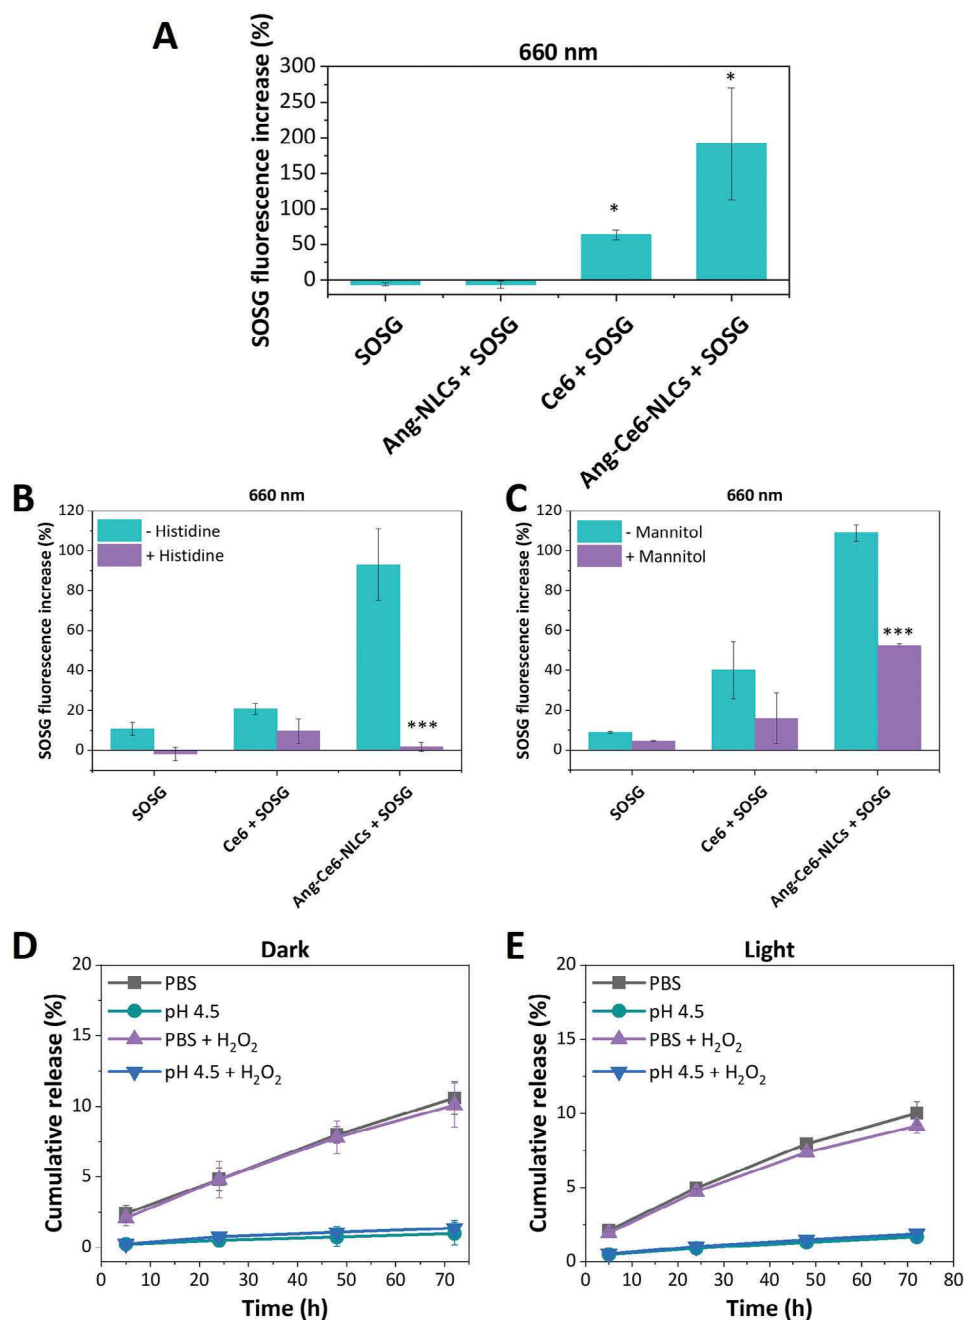 A
660 nm
SOSG fluorescence increase (%)
300
250
200
150
100
50
0
*
*
SOSG
Ang-NLCs + SOSG
Ce6 + SOSG
Ang-Ce6-NLCs + SOSG
B
660 nm
SOSG fluorescence increase (%)
120
100
80
60
40
20
0
- Histidine
+ Histidine
***
SOSG
Ce6 + SOSG
Ang-Ce6-NLCs + SOSG
C
660 nm
SOSG fluorescence increase (%)
120
100
80
60
40
20
0
- Mannitol
+ Mannitol
***
SOSG
Ce6 + SOSG
Ang-Ce6-NLCs + SOSG
D
Dark
Cumulative release (%)
20
15
10
5
0
PBS
pH 4.5
PBS + H₂O₂
pH 4.5 + H₂O₂
0 10 20 30 40 50 60 70 80
Time (h)
E
Light
Cumulative release (%)
20
15
10
5
0
PBS
pH 4.5
PBS + H₂O₂
pH 4.5 + H₂O₂
0 10 20 30 40 50 60 70 80
Time (h)